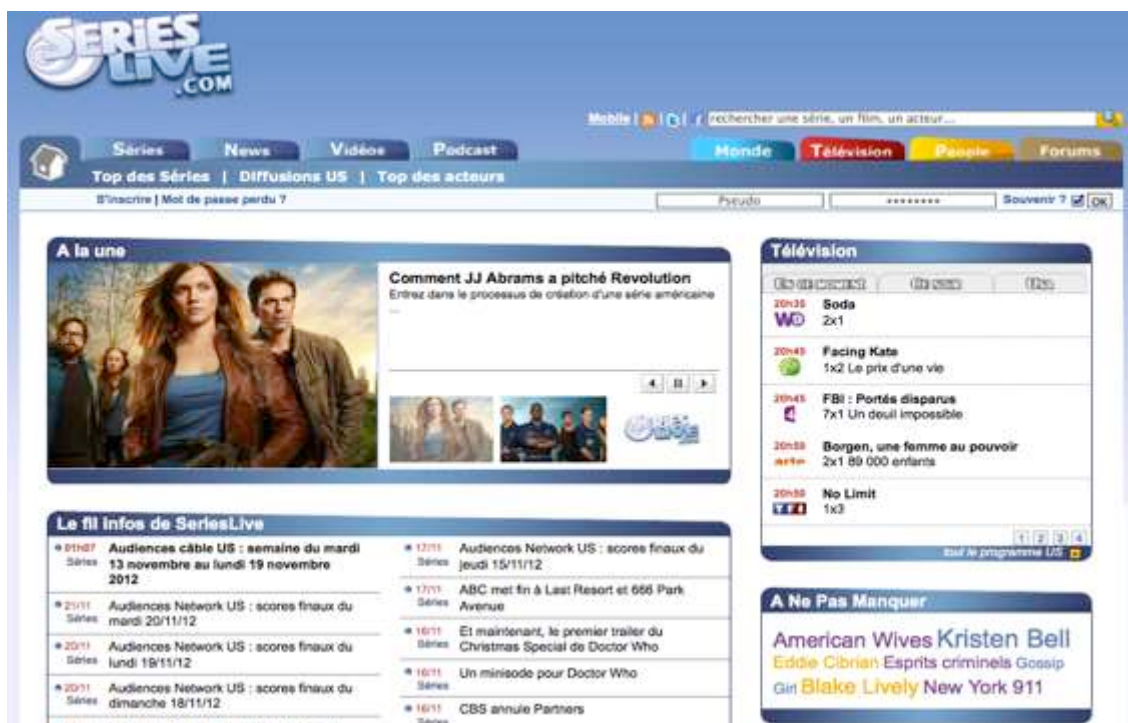 SERIES
LIVE
.COM
Mobile | | | rechercher une série, un film, un acteur...
Séries News Vidéos Podcast Monde Télévision People Forums
Top des Séries | Diffusions US | Top des acteurs
S'inscrire | Mot de passe perdu ? Pseudo •••••••• Souvenir ? OK
A la une
Comment JJ Abrams a pitché Revolution
Entrez dans le processus de création d'une série américaine
...
Le fil infos de SeriesLive
01h07 Audiences câble US : semaine du mardi
Séries 13 novembre au lundi 19 novembre
2012
21/11 Audiences Network US : scores finaux du
Séries mardi 20/11/12
20/11 Audiences Network US : scores finaux du
Séries lundi 19/11/12
20/11 Audiences Network US : scores finaux du
Séries dimanche 18/11/12
17/11 Audiences Network US : scores finaux du
Séries jeudi 15/11/12
17/11 ABC met fin à Last Resort et 666 Park
Séries Avenue
16/11 Et maintenant, le premier trailer du
Séries Christmas Special de Doctor Who
16/11 Un minisode pour Doctor Who
Séries
16/11 CBS annule Partners
Séries
Télévision
En ce moment Ce soir
20h35 Soda
W9 2x1
20h45 Facing Kate
1x2 Le prix d'une vie
20h45 FBI : Portés disparus
4 7x1 Un deuil impossible
20h50 Borgen, une femme au pouvoir
arte 2x1 89 000 enfants
20h50 No Limit
TF1 1x3
1 2 3 4
tout le programme US
A Ne Pas Manquer
American Wives Kristen Bell
Eddie Cibrian Esprits criminels Gossip
Girl Blake Lively New York 911